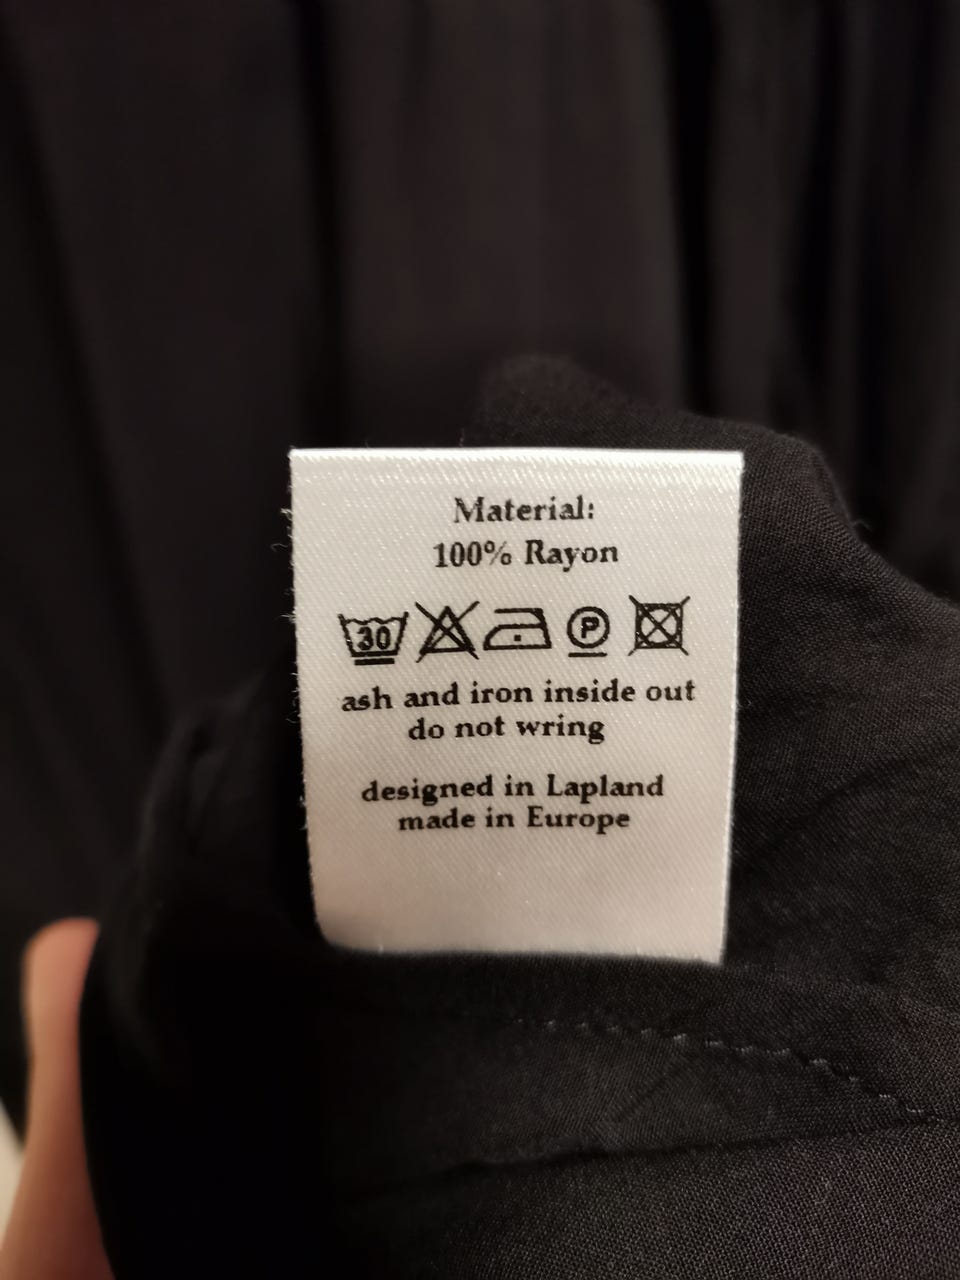 Material:
100% Rayon
30 P
ash and iron inside out
do not wring
designed in Lapland
made in Europe